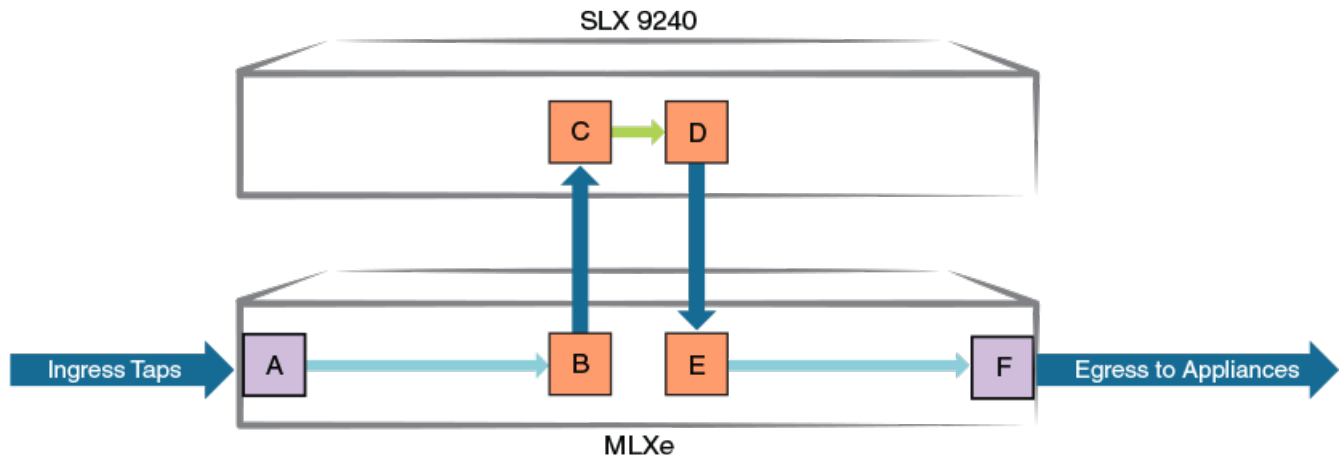 SLX 9240
C
D
Ingress Taps
A
B
E
F
Egress to Appliances
MLXe